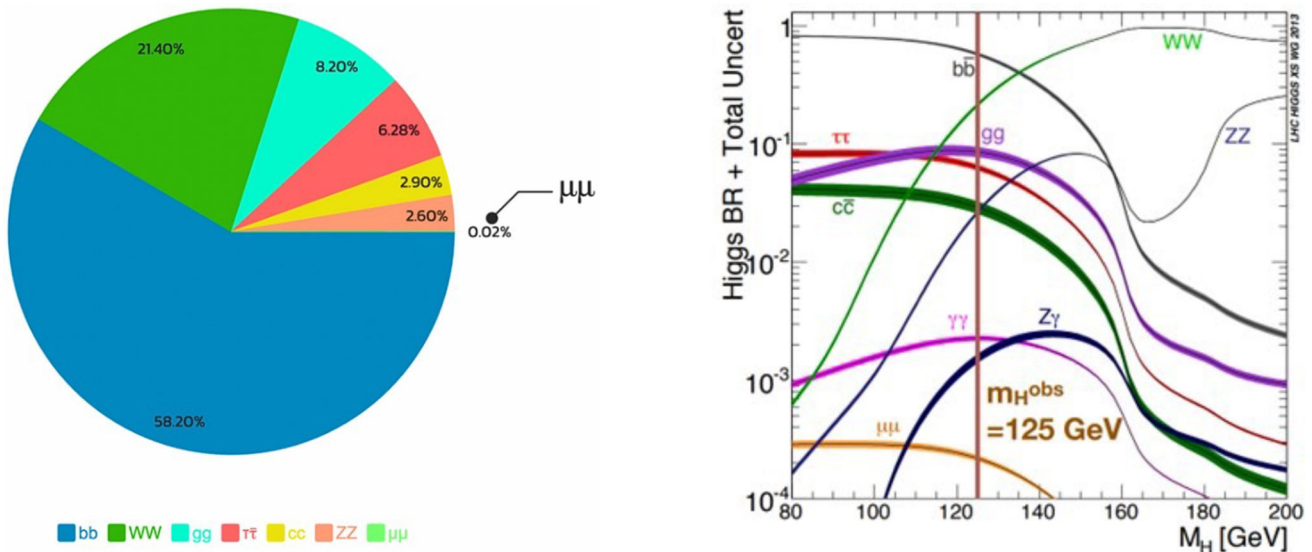 21.40%
8.20%
6.28%
2.90%
2.60%
0.02%
μμ
58.20%
bb WW gg ττ̄ cc ZZ μμ
Higgs BR + Total Uncert
LHC HIGGS XS WG 2013
1
10⁻¹
10⁻²
10⁻³
10⁻⁴
WW
bb̄
ττ
gg
ZZ
cc̄
γγ
Zγ
mHᵒᵇˢ
=125 GeV
μμ
80 100 120 140 160 180 200
M_H [GeV]